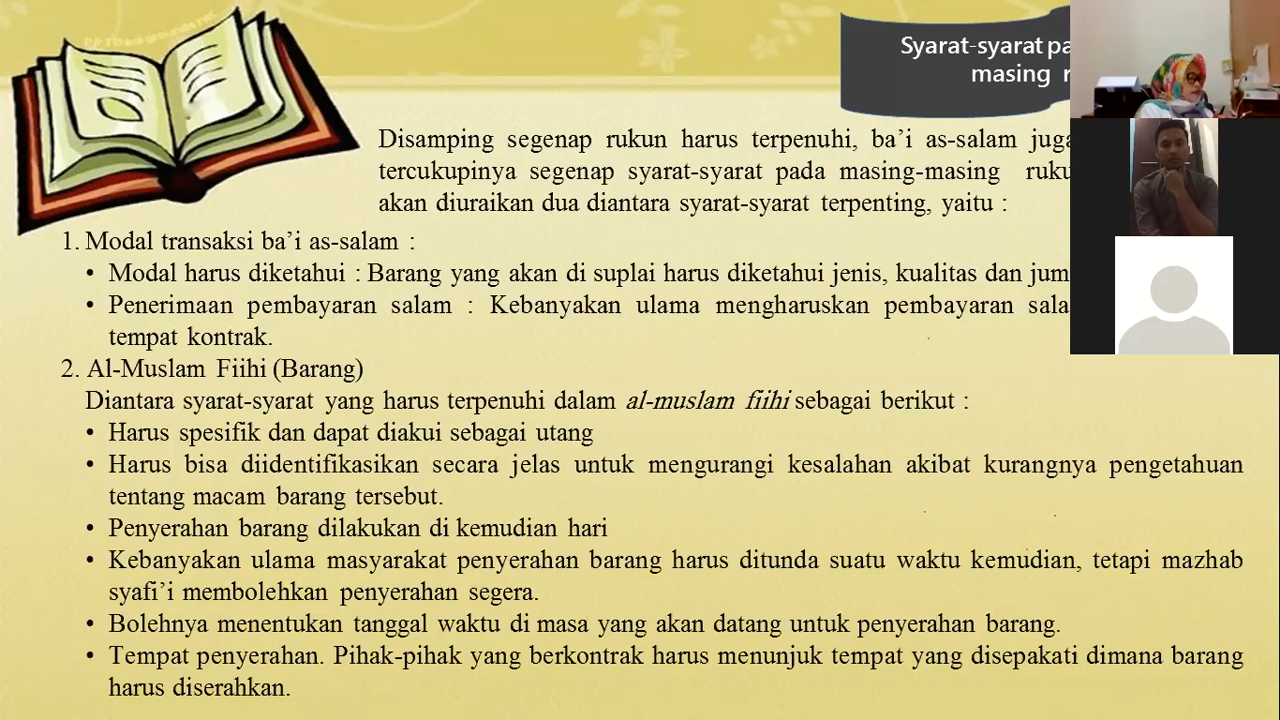 Syarat-syarat
masing
Disamping segenap rukun harus terpenuhi, ba’i as-salam juga
tercukupinya segenap syarat-syarat pada masing-masing
akan diuraikan dua diantara syarat-syarat terpenting, yaitu :
1. Modal transaksi ba’i as-salam :
• Modal harus diketahui : Barang yang akan di suplai harus diketahui jenis, kualitas dan
• Penerimaan pembayaran salam : Kebanyakan ulama mengharuskan pembayaran
tempat kontrak.
2. Al-Muslam Fiihi (Barang)
Diantara syarat-syarat yang harus terpenuhi dalam al-muslam fiihi sebagai berikut :
• Harus spesifik dan dapat diakui sebagai utang
• Harus bisa diidentifikasikan secara jelas untuk mengurangi kesalahan akibat kurangnya pengetahuan
tentang macam barang tersebut.
• Penyerahan barang dilakukan di kemudian hari
• Kebanyakan ulama masyarakat penyerahan barang harus ditunda suatu waktu kemudian, tetapi mazhab
syafi’i membolehkan penyerahan segera.
• Bolehnya menentukan tanggal waktu di masa yang akan datang untuk penyerahan barang.
• Tempat penyerahan. Pihak-pihak yang berkontrak harus menunjuk tempat yang disepakati dimana barang
harus diserahkan.